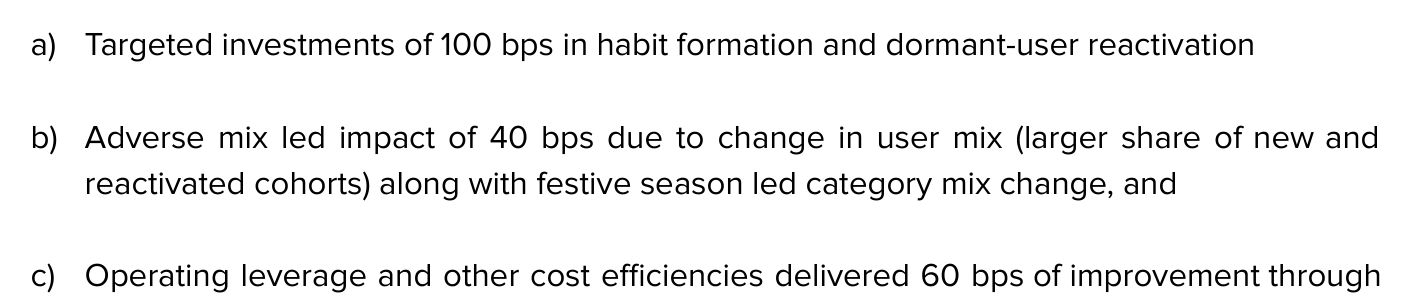 a) Targeted investments of 100 bps in habit formation and dormant-user reactivation
b) Adverse mix led impact of 40 bps due to change in user mix (larger share of new and
reactivated cohorts) along with festive season led category mix change, and
c) Operating leverage and other cost efficiencies delivered 60 bps of improvement through